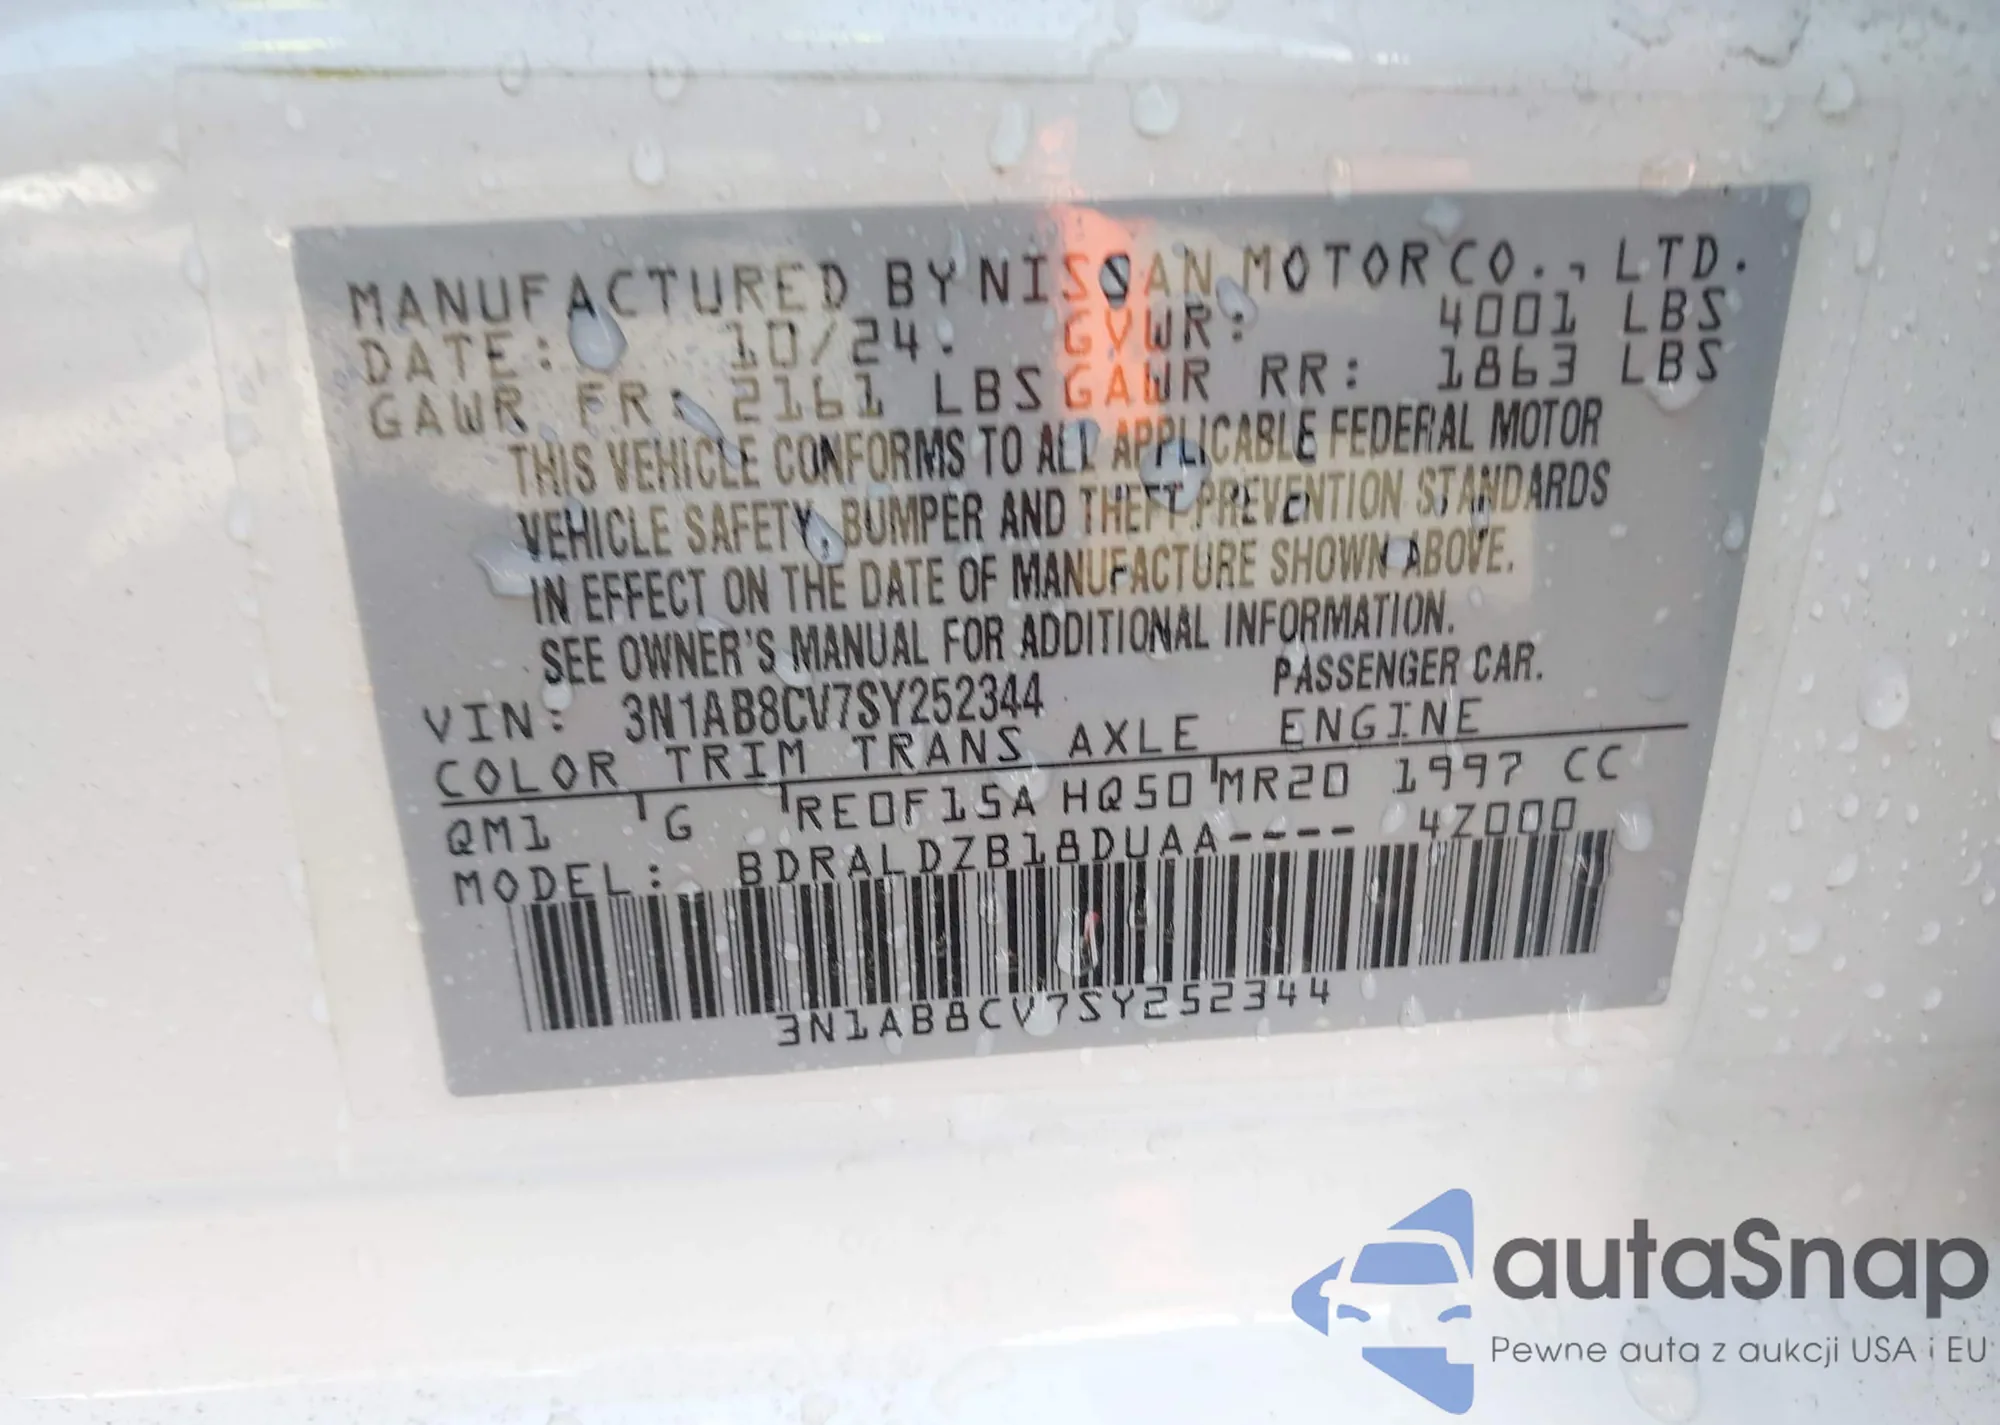 MANUFACTURED BY NISSAN MOTOR CO., LTD.
DATE: 10/24. GVWR: 4001 LBS
GAWR FR: 2161 LBS GAWR RR: 1863 LBS
THIS VEHICLE CONFORMS TO ALL APPLICABLE FEDERAL MOTOR
VEHICLE SAFETY, BUMPER AND THEFT PREVENTION STANDARDS
IN EFFECT ON THE DATE OF MANUFACTURE SHOWN ABOVE.
SEE OWNER'S MANUAL FOR ADDITIONAL INFORMATION.
VIN: 3N1AB8CV7SY252344 PASSENGER CAR.
COLOR TRIM TRANS AXLE ENGINE
QM1 G RE0F15A HQ50 MR20 1997 CC
MODEL: BDRALDZB18DUAA---- 4Z000
3N1AB8CV7SY252344
autaSnap
Pewne auta z aukcji USA i EU